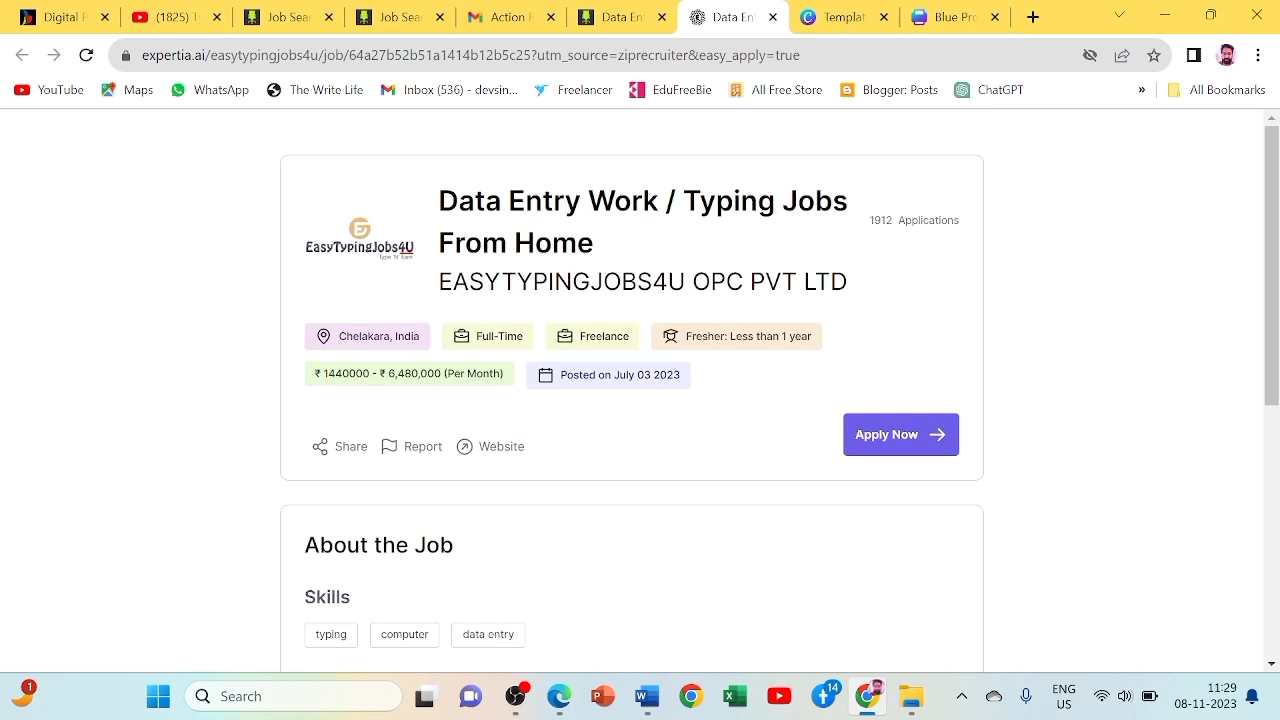 Digital P
(1825) T
Job Sear
Job Sear
Action R
Data Ent
Data Ent
Templat
Blue Pro
expertia.ai/easytypingjobs4u/job/64a27b52b51a1414b12b5c25?utm_source=ziprecruiter&easy_apply=true
YouTube Maps WhatsApp The Write Life Inbox (536) - devsin... Freelancer EduFreeBie All Free Store Blogger: Posts ChatGPT » All Bookmarks
Data Entry Work / Typing Jobs
From Home
1912 Applications
EasyTypingJobs4U
Type 'N' Earn
EASYTYPINGJOBS4U OPC PVT LTD
Chelakara, India Full-Time Freelance Fresher: Less than 1 year
₹ 1440000 - ₹ 6,480,000 (Per Month) Posted on July 03 2023
Share Report Website
Apply Now
About the Job
Skills
typing computer data entry
1
Search
14
ENG
US
11:29
08-11-2023